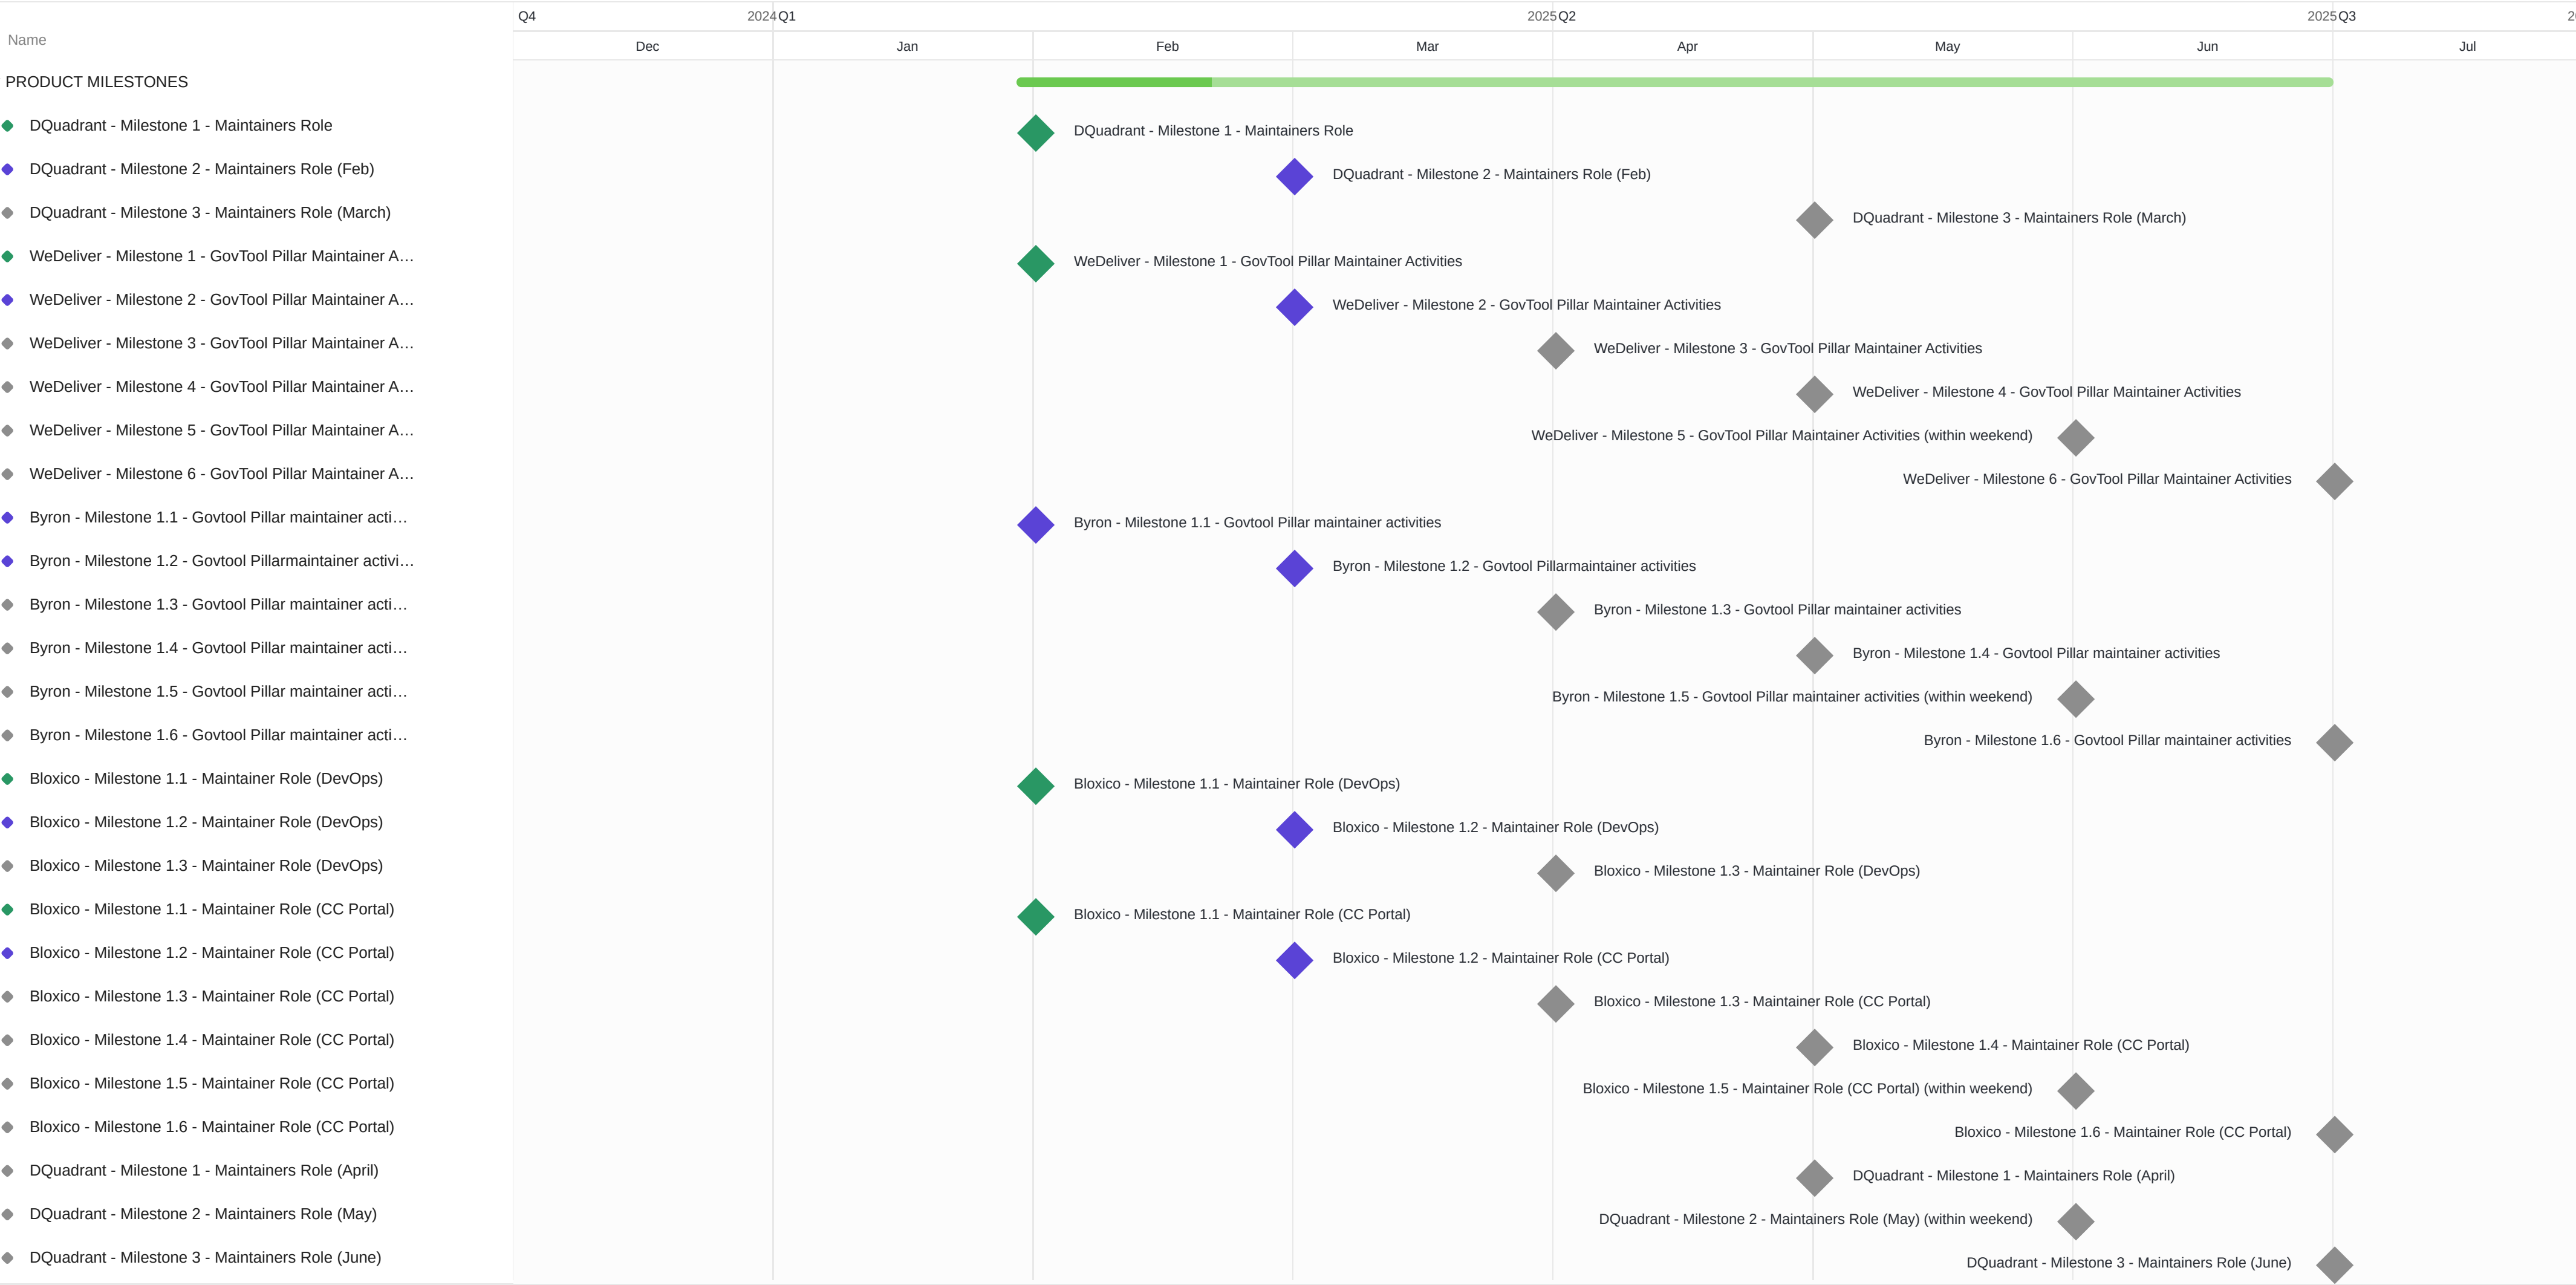 Q4 2024 Q1 2025 Q2 2025 Q3 2
Name
Dec Jan Feb Mar Apr May Jun Jul
PRODUCT MILESTONES
DQuadrant - Milestone 1 - Maintainers Role DQuadrant - Milestone 1 - Maintainers Role
DQuadrant - Milestone 2 - Maintainers Role (Feb) DQuadrant - Milestone 2 - Maintainers Role (Feb)
DQuadrant - Milestone 3 - Maintainers Role (March) DQuadrant - Milestone 3 - Maintainers Role (March)
WeDeliver - Milestone 1 - GovTool Pillar Maintainer A… WeDeliver - Milestone 1 - GovTool Pillar Maintainer Activities
WeDeliver - Milestone 2 - GovTool Pillar Maintainer A… WeDeliver - Milestone 2 - GovTool Pillar Maintainer Activities
WeDeliver - Milestone 3 - GovTool Pillar Maintainer A… WeDeliver - Milestone 3 - GovTool Pillar Maintainer Activities
WeDeliver - Milestone 4 - GovTool Pillar Maintainer A… WeDeliver - Milestone 4 - GovTool Pillar Maintainer Activities
WeDeliver - Milestone 5 - GovTool Pillar Maintainer A… WeDeliver - Milestone 5 - GovTool Pillar Maintainer Activities (within weekend)
WeDeliver - Milestone 6 - GovTool Pillar Maintainer A… WeDeliver - Milestone 6 - GovTool Pillar Maintainer Activities
Byron - Milestone 1.1 - Govtool Pillar maintainer acti… Byron - Milestone 1.1 - Govtool Pillar maintainer activities
Byron - Milestone 1.2 - Govtool Pillarmaintainer activi… Byron - Milestone 1.2 - Govtool Pillarmaintainer activities
Byron - Milestone 1.3 - Govtool Pillar maintainer acti… Byron - Milestone 1.3 - Govtool Pillar maintainer activities
Byron - Milestone 1.4 - Govtool Pillar maintainer acti… Byron - Milestone 1.4 - Govtool Pillar maintainer activities
Byron - Milestone 1.5 - Govtool Pillar maintainer acti… Byron - Milestone 1.5 - Govtool Pillar maintainer activities (within weekend)
Byron - Milestone 1.6 - Govtool Pillar maintainer acti… Byron - Milestone 1.6 - Govtool Pillar maintainer activities
Bloxico - Milestone 1.1 - Maintainer Role (DevOps) Bloxico - Milestone 1.1 - Maintainer Role (DevOps)
Bloxico - Milestone 1.2 - Maintainer Role (DevOps) Bloxico - Milestone 1.2 - Maintainer Role (DevOps)
Bloxico - Milestone 1.3 - Maintainer Role (DevOps) Bloxico - Milestone 1.3 - Maintainer Role (DevOps)
Bloxico - Milestone 1.1 - Maintainer Role (CC Portal) Bloxico - Milestone 1.1 - Maintainer Role (CC Portal)
Bloxico - Milestone 1.2 - Maintainer Role (CC Portal) Bloxico - Milestone 1.2 - Maintainer Role (CC Portal)
Bloxico - Milestone 1.3 - Maintainer Role (CC Portal) Bloxico - Milestone 1.3 - Maintainer Role (CC Portal)
Bloxico - Milestone 1.4 - Maintainer Role (CC Portal) Bloxico - Milestone 1.4 - Maintainer Role (CC Portal)
Bloxico - Milestone 1.5 - Maintainer Role (CC Portal) Bloxico - Milestone 1.5 - Maintainer Role (CC Portal) (within weekend)
Bloxico - Milestone 1.6 - Maintainer Role (CC Portal) Bloxico - Milestone 1.6 - Maintainer Role (CC Portal)
DQuadrant - Milestone 1 - Maintainers Role (April) DQuadrant - Milestone 1 - Maintainers Role (April)
DQuadrant - Milestone 2 - Maintainers Role (May) DQuadrant - Milestone 2 - Maintainers Role (May) (within weekend)
DQuadrant - Milestone 3 - Maintainers Role (June) DQuadrant - Milestone 3 - Maintainers Role (June)